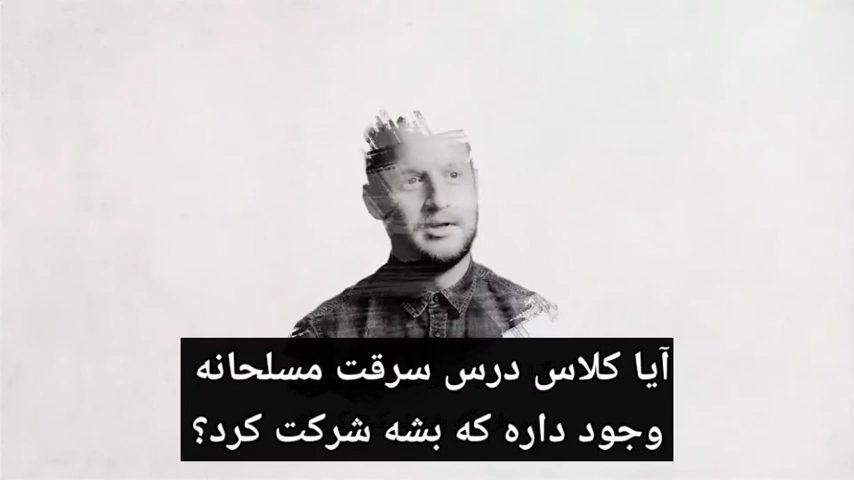 آیا کلاس درس سرقت مسلحانه
وجود داره که بشه شرکت کرد؟